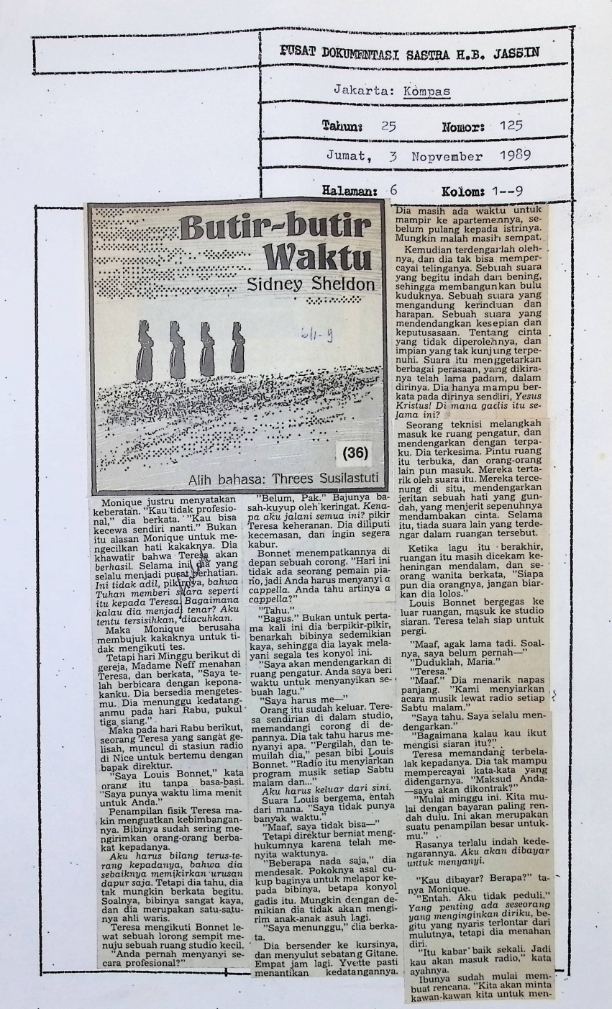 PUSAT DOKUMENTASI SASTRA H.B. JASSIN
Jakarta: Kompas
Tahun: 25 Nomor: 125
Jumat, 3 Nopember 1989
Halaman: 6 Kolom: 1--9
Butir-butir
Waktu
Sidney Sheldon
(36)
Alih bahasa: Threes Susilastuti
Monique justru menyatakan
keberatan. "Kau tidak profesio-
nal," dia berkata. "Kau bisa
kecewa sendiri nanti." Bukan
itu alasan Monique untuk me-
ngecilkan hati kakaknya. Dia
khawatir bahwa Teresa akan
berhasil. Selama ini dia yang
selalu menjadi pusat perhatian.
Ini tidak adil, pikirnya, bahwa
Tuhan memberi suara seperti
itu kepada Teresa. Bagaimana
kalau dia menjadi tenar? Aku
tentu tersisihkan, diacuhkan.
Maka Monique berusaha
membujuk kakaknya untuk ti-
dak mengikuti tes.
Tetapi hari Minggu berikut di
gereja, Madame Neff menahan
Teresa, dan berkata, "Saya te-
lah berbicara dengan kepona-
kanku. Dia bersedia mengetes-
mu. Dia menunggu kedatang-
anmu pada hari Rabu, pukul
tiga siang."
Maka pada hari Rabu berikut,
seorang Teresa yang sangat ge-
lisah, muncul di stasiun radio
di Nice untuk bertemu dengan
bapak direktur.
"Saya Louis Bonnet," kata
orang itu tanpa basa-basi.
"Saya punya waktu lima menit
untuk Anda."
Penampilan fisik Teresa ma-
kin menguatkan kebimbangan-
nya. Bibinya sudah sering me-
ngirimkan orang-orang berba-
kat kepadanya.
Aku harus bilang terus-te-
rang kepadanya, bahwa dia
sebaiknya memikirkan urusan
dapur saja. Tetapi dia tahu, dia
tak mungkin berkata begitu.
Soalnya, bibinya sangat kaya,
dan dia merupakan satu-satu-
nya ahli waris.
Teresa mengikuti Bonnet le-
wat sebuah lorong sempit me-
nuju sebuah ruang studio kecil.
"Anda pernah menyanyi se-
cara profesional?"
"Belum, Pak." Bajunya ba-
sah-kuyup oleh keringat. Kena-
pa aku jalani semua ini? pikir
Teresa keheranan. Dia diliputi
kecemasan, dan ingin segera
kabur.
Bonnet menempatkannya di
depan sebuah corong. "Hari ini
tidak ada seorang pemain pia-
no, jadi Anda harus menyanyi a
cappella. Anda tahu artinya a
cappella?"
"Tahu."
"Bagus." Bukan untuk perta-
ma kali ini dia berpikir-pikir,
benarkah bibinya sedemikian
kaya, sehingga dia layak mela-
yani segala tes konyol ini.
"Saya akan mendengarkan di
ruang pengatur. Anda saya beri
waktu untuk menyanyikan se-
buah lagu."
"Saya harus me—"
Orang itu sudah keluar. Tere-
sa sendirian di dalam studio,
memandangi corong di de-
pannya. Dia tak tahu harus me-
nyanyi apa. "Pergilah, dan te-
muilah dia," pesan bibi Louis
Bonnet. "Radio itu menyiarkan
program musik setiap Sabtu
malam dan..."
Aku harus keluar dari sini.
Suara Louis bergema, entah
dari mana. "Saya tidak punya
banyak waktu."
"Maaf, saya tidak bisa—"
Tetapi direktur berniat meng-
hukumnya karena telah me-
nyita waktunya.
"Beberapa nada saja," dia
mendesak. Pokoknya asal cu-
kup baginya untuk melapor ke-
pada bibinya, betapa konyol
gadis itu. Mungkin dengan de-
mikian dia tidak akan mengi-
rim anak-anak asuh lagi.
"Saya menunggu," dia berka-
ta.
Dia bersender ke kursinya,
dan menyulut sebatang Gitane.
Empat jam lagi. Yvette pasti
menantikan kedatangannya.
Dia masih ada waktu untuk
mampir ke apartemennya, se-
belum pulang kepada istrinya.
Mungkin malah masih sempat.
Kemudian terdengarlah oleh-
nya, dan dia tak bisa memper-
cayai telinganya. Sebuah suara
yang begitu indah dan bening,
sehingga membangunkan bulu
kuduknya. Sebuah suara yang
mengandung kerinduan dan
harapan. Sebuah suara yang
mendendangkan kesepian dan
keputusasaan. Tentang cinta
yang tidak diperolehnya, dan
impian yang tak kunjung terpe-
nuhi. Suara itu menggetarkan
berbagai perasaan, yang dikira-
nya telah lama padam, dalam
dirinya. Dia hanya mampu ber-
kata pada dirinya sendiri, Yesus
Kristus! Di mana gadis itu se-
lama ini?
Seorang teknisi melangkah
masuk ke ruang pengatur, dan
mendengarkan dengan terpa-
ku. Dia terkesima. Pintu ruang
itu terbuka, dan orang-orang
lain pun masuk. Mereka terta-
rik oleh suara itu. Mereka terce-
nung di situ, mendengarkan
jeritan sebuah hati yang gun-
dah, yang menjerit sepenuhnya
mendambakan cinta. Selama
itu, tiada suara lain yang terde-
ngar dalam ruangan tersebut.
Ketika lagu itu berakhir,
ruangan itu masih dicekam ke-
heningan mendalam, dan se-
orang wanita berkata, "Siapa
pun dia orangnya, jangan biar-
kan dia lolos."
Louis Bonnet bergegas ke
luar ruangan, masuk ke studio
siaran. Teresa telah siap untuk
pergi.
"Maaf, agak lama tadi. Soal-
nya, saya belum pernah—"
"Duduklah, Maria."
"Teresa."
"Maaf." Dia menarik napas
panjang. "Kami menyiarkan
acara musik lewat radio setiap
Sabtu malam."
"Saya tahu. Saya selalu men-
dengarkan."
"Bagaimana kalau kau ikut
mengisi siaran itu?"
Teresa memandang terbela-
lak kepadanya. Dia tak mampu
mempercayai kata-kata yang
didengarnya. "Maksud Anda-
—saya akan dikontrak?"
"Mulai minggu ini. Kita mu-
lai dengan bayaran paling ren-
dah dulu. Ini akan merupakan
suatu penampilan besar untuk-
mu."
Rasanya terlalu indah kede-
ngarannya. Aku akan dibayar
untuk menyanyi.
"Kau dibayar? Berapa?" ta-
nya Monique.
"Entah. Aku tidak peduli."
Yang penting ada seseorang
yang menginginkan diriku, be-
gitu yang nyaris terlontar dari
mulutnya, tetapi dia menahan
diri.
"Itu kabar baik sekali. Jadi
kau akan masuk radio," kata
ayahnya.
Ibunya sudah mulai mem-
buat rencana. "Kita akan minta
kawan-kawan kita untuk men-